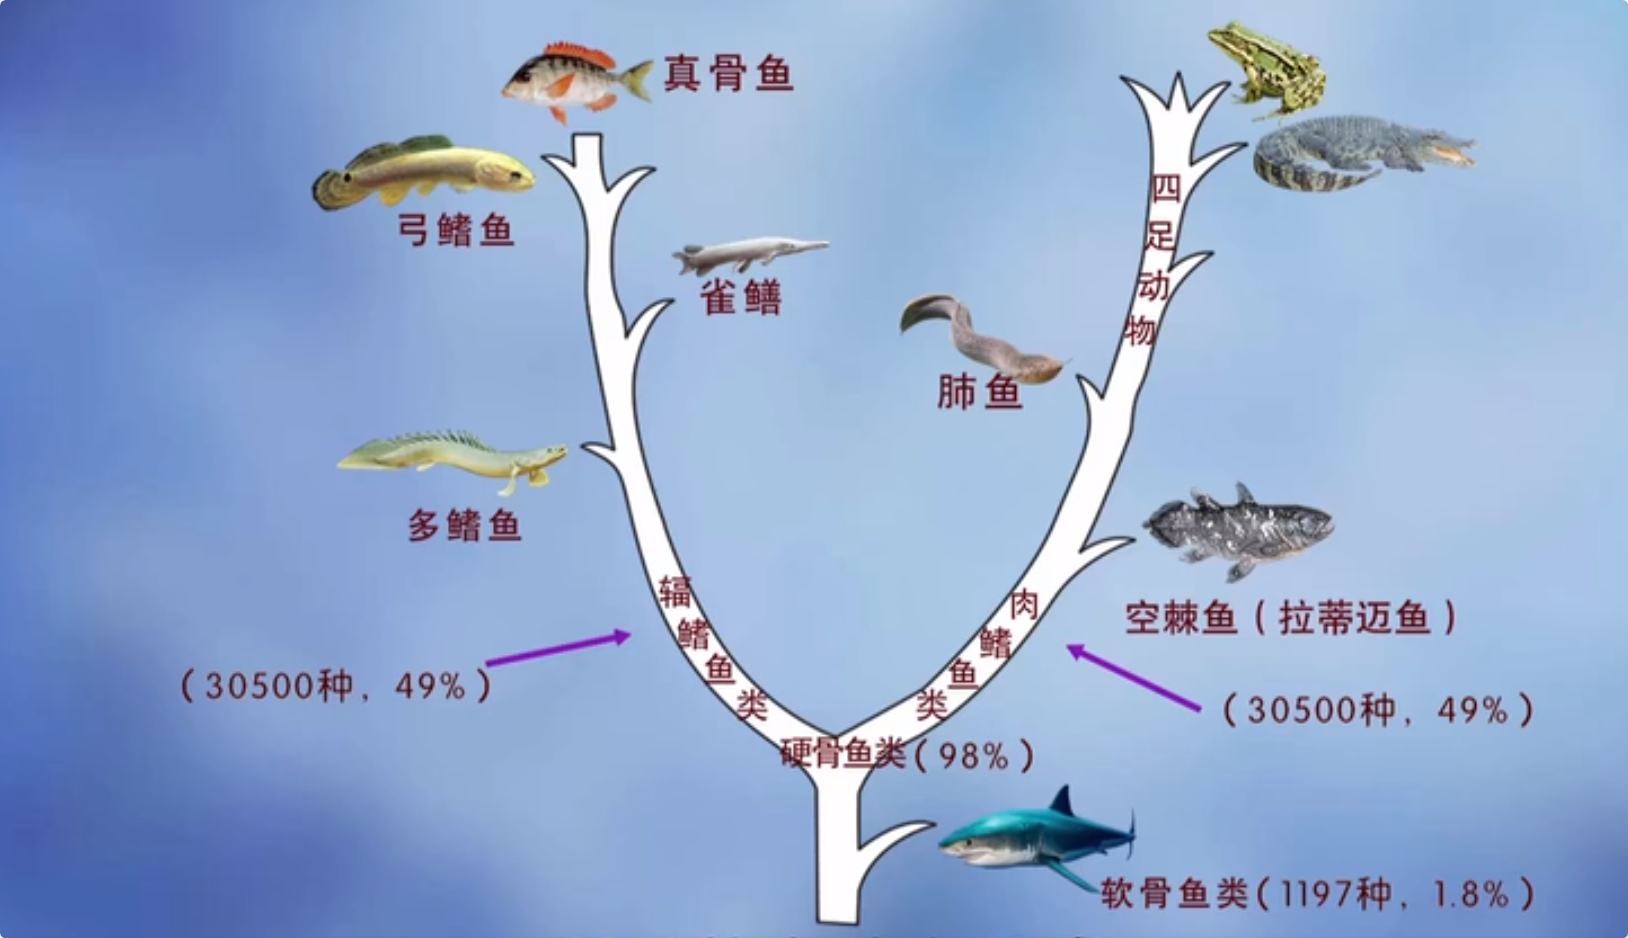 真骨鱼
弓鳍鱼
雀鳝
四足动物
肺鱼
多鳍鱼
空棘鱼（拉蒂迈鱼）
辐鳍鱼类
肉鳍鱼类
（30500种，49%）
（30500种，49%）
硬骨鱼类（98%）
软骨鱼类（1197种，1.8%）